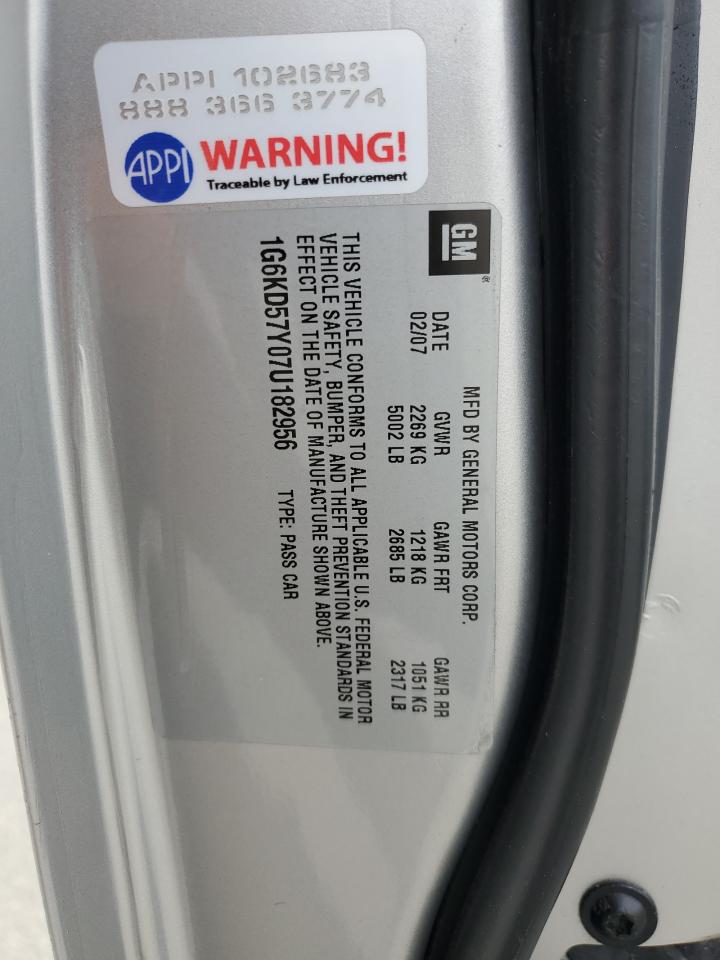 APPI 102683
888 366 3774
APPI WARNING!
Traceable by Law Enforcement
GM
®
MFD BY GENERAL MOTORS CORP.
DATE GVWR GAWR FRT GAWR RR
02/07 2269 KG 1218 KG 1051 KG
5002 LB 2685 LB 2317 LB
THIS VEHICLE CONFORMS TO ALL APPLICABLE U.S. FEDERAL MOTOR
VEHICLE SAFETY, BUMPER, AND THEFT PREVENTION STANDARDS IN
EFFECT ON THE DATE OF MANUFACTURE SHOWN ABOVE.
1G6KD57Y07U182956 TYPE: PASS CAR